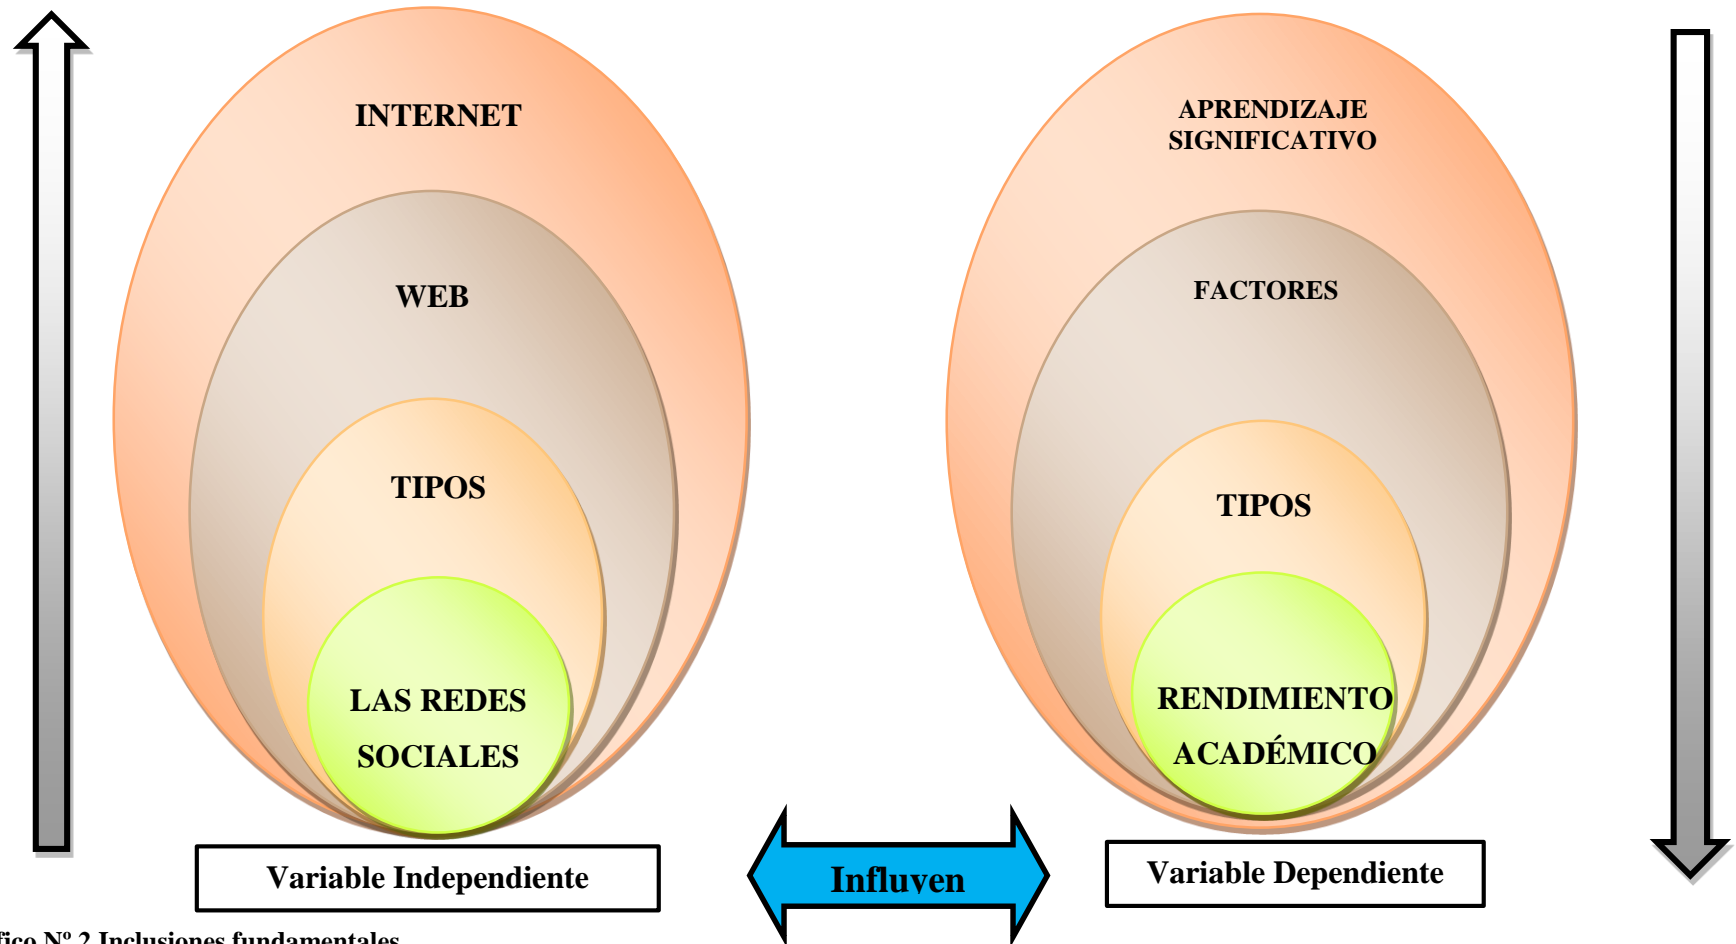 INTERNET
WEB
TIPOS
LAS REDES
SOCIALES
Variable Independiente
APRENDIZAJE
SIGNIFICATIVO
FACTORES
TIPOS
RENDIMIENTO
ACADÉMICO
Variable Dependiente
Influyen
fico Nº 2 Inclusiones fundamentales